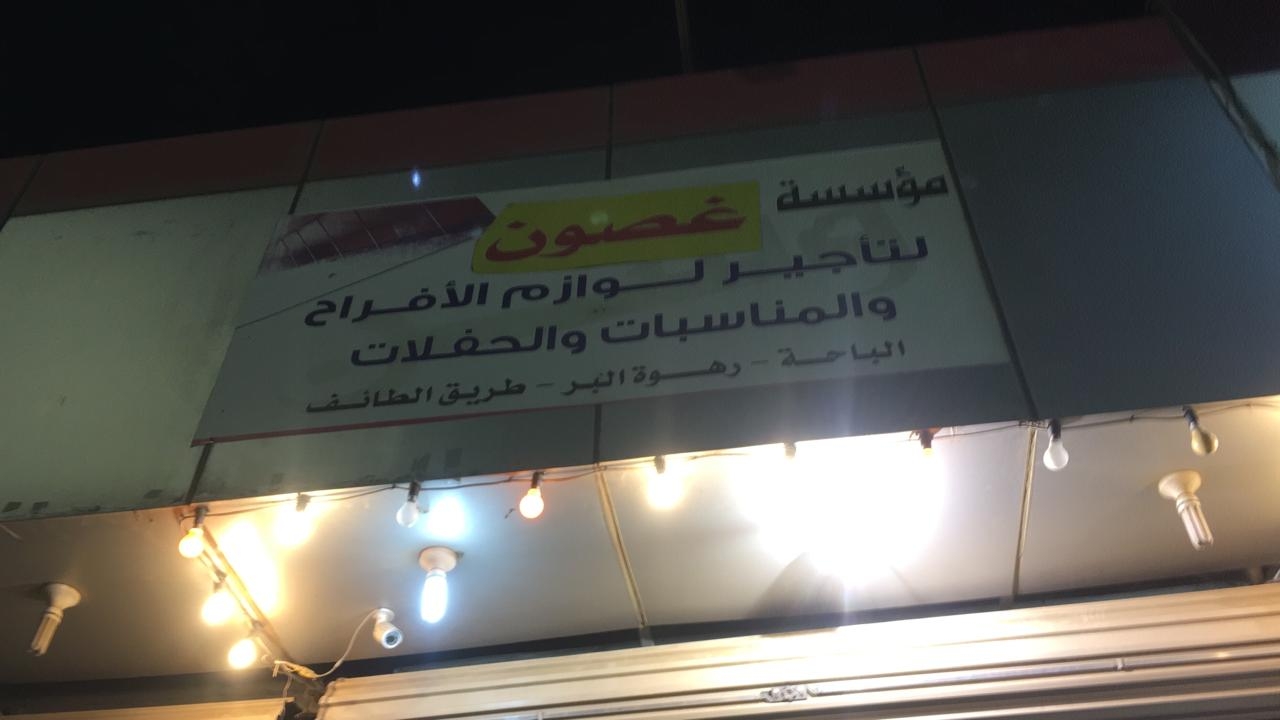 مؤسسة غصون
لتأجير لوازم الأفراح
والمناسبات والحفلات
الباحة - رهوة البر - طريق الطائف